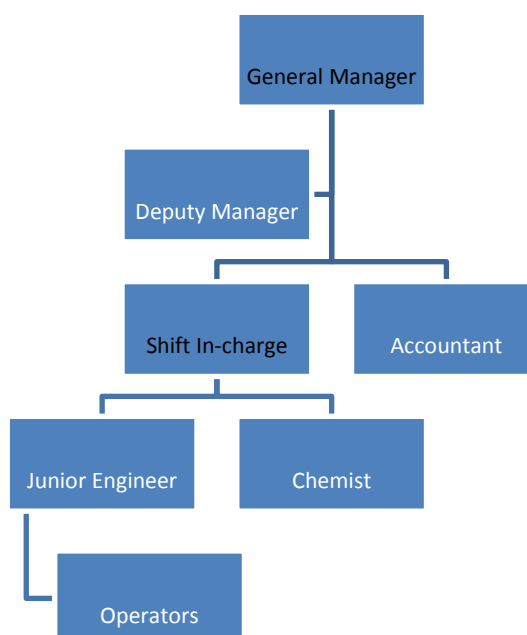 General Manager
Deputy Manager
Shift In-charge
Accountant
Junior Engineer
Chemist
Operators